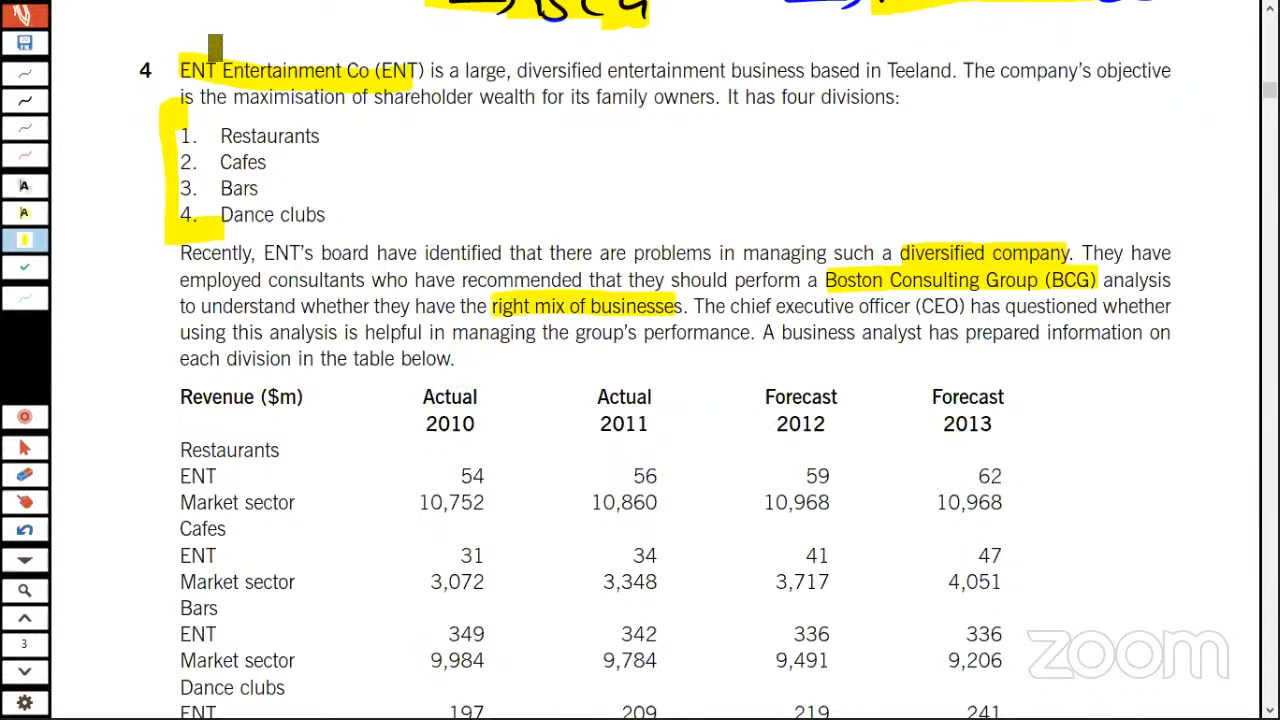 4 ENT Entertainment Co (ENT) is a large, diversified entertainment business based in Teeland. The company's objective
is the maximisation of shareholder wealth for its family owners. It has four divisions:
1. Restaurants
2. Cafes
3. Bars
4. Dance clubs
Recently, ENT's board have identified that there are problems in managing such a diversified company. They have
employed consultants who have recommended that they should perform a Boston Consulting Group (BCG) analysis
to understand whether they have the right mix of businesses. The chief executive officer (CEO) has questioned whether
using this analysis is helpful in managing the group's performance. A business analyst has prepared information on
each division in the table below.
Revenue ($m) Actual Actual Forecast Forecast
2010 2011 2012 2013
Restaurants
ENT 54 56 59 62
Market sector 10,752 10,860 10,968 10,968
Cafes
ENT 31 34 41 47
Market sector 3,072 3,348 3,717 4,051
Bars
ENT 349 342 336 336
Market sector 9,984 9,784 9,491 9,206
Dance clubs
ENT 197 209 219 241
zoom
A
A
3